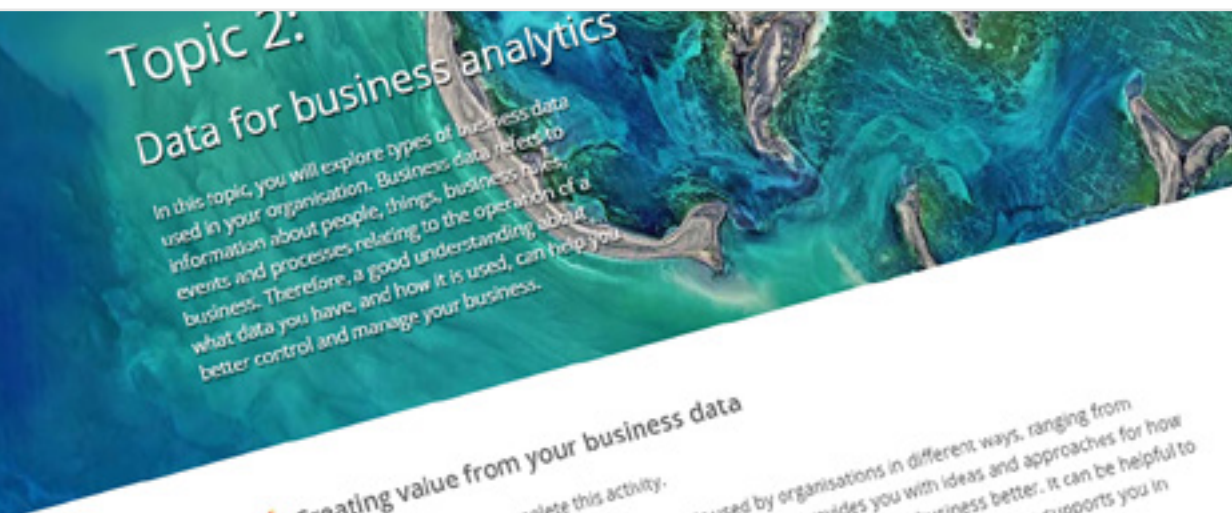 Topic 2:
Data for business analytics
In this topic, you will explore types of business data
used in your organisation. Business data refers to
information about people, things, business rules,
events and processes relating to the operation of a
business. Therefore, a good understanding about
what data you have, and how it is used, can help you
better control and manage your business.
Creating value from your business data
this activity.
used by organisations in different ways, ranging from
you with ideas and approaches for how
better. It can be helpful to
supports you in